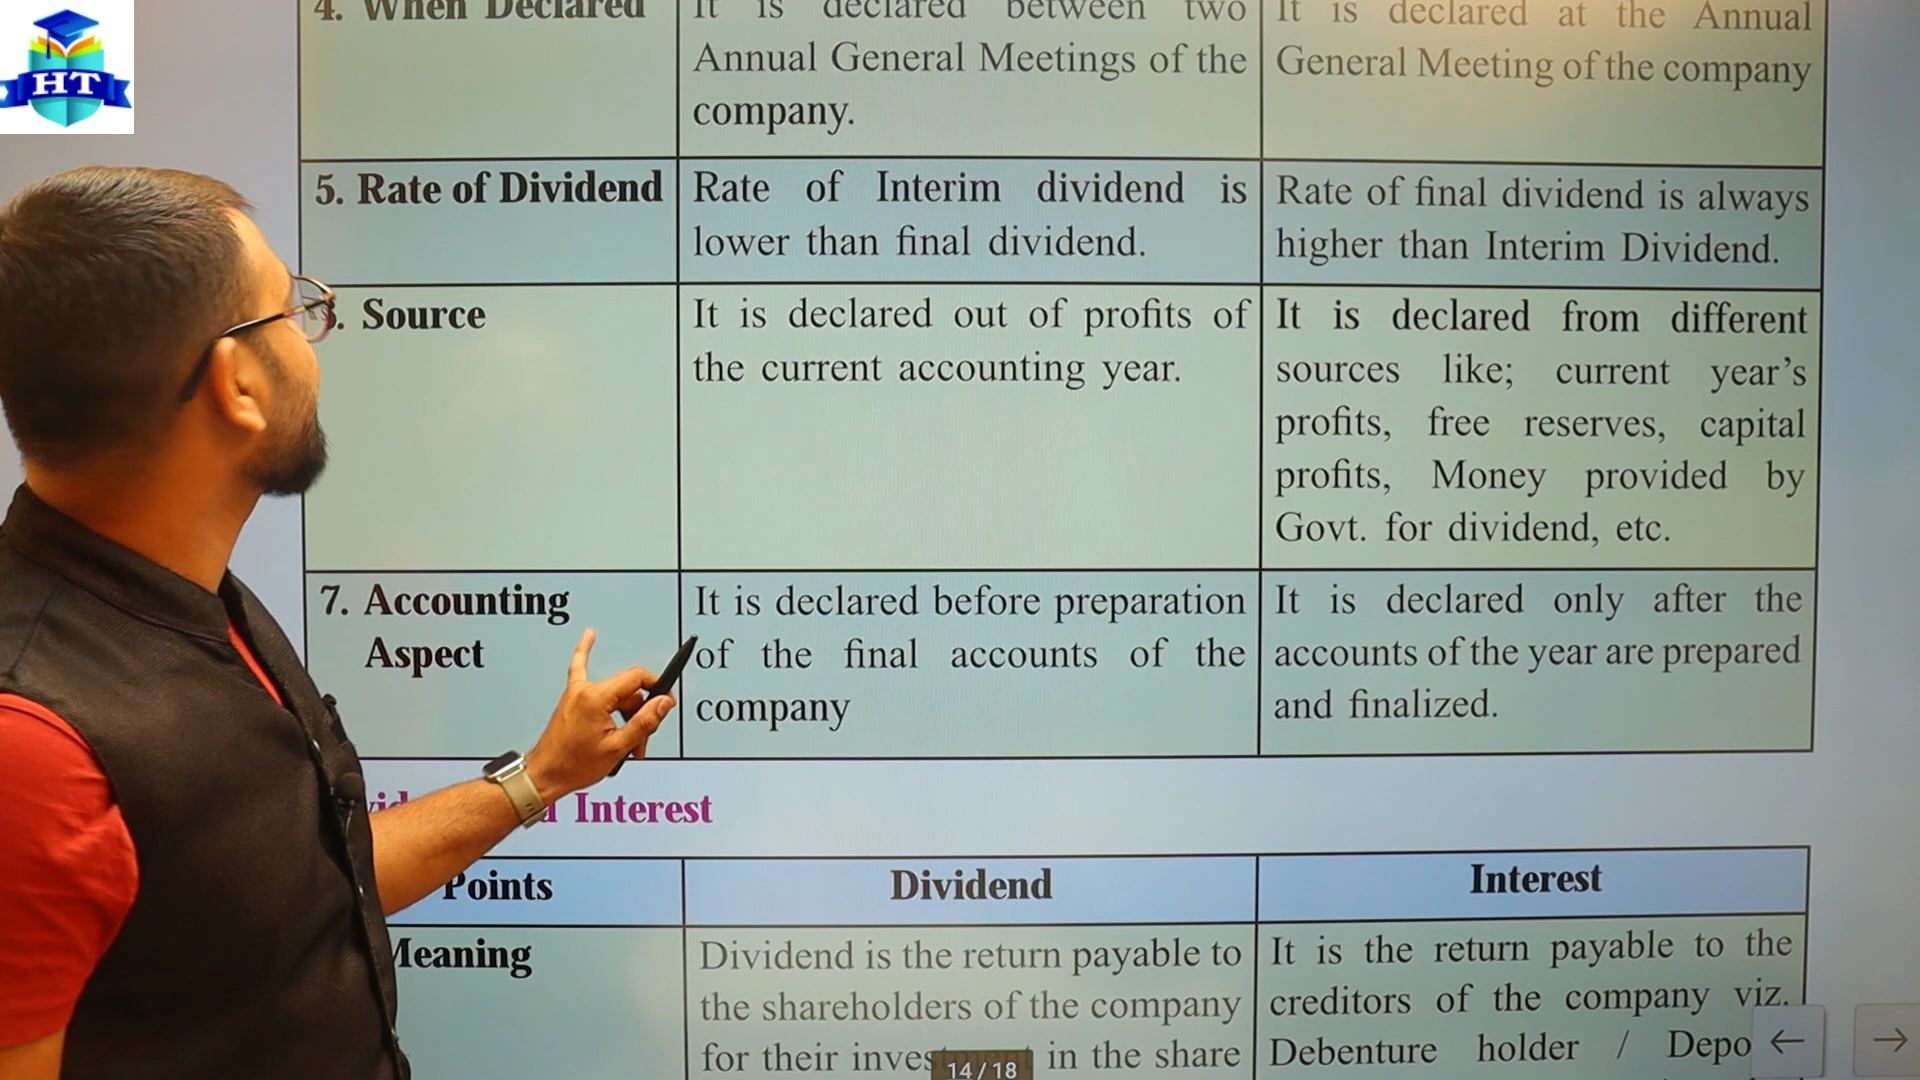 HT
4. When Declared
It is declared between two
Annual General Meetings of the
company.
It is declared at the Annual
General Meeting of the company
5. Rate of Dividend
Rate of Interim dividend is
lower than final dividend.
Rate of final dividend is always
higher than Interim Dividend.
. Source
It is declared out of profits of
the current accounting year.
It is declared from different
sources like; current year’s
profits, free reserves, capital
profits, Money provided by
Govt. for dividend, etc.
7. Accounting
Aspect
It is declared before preparation
of the final accounts of the
company
It is declared only after the
accounts of the year are prepared
and finalized.
Interest
Points
Dividend
Interest
Meaning
Dividend is the return payable to
the shareholders of the company
for their in the share
It is the return payable to the
creditors of the company viz.
Debenture holder /
14 / 18